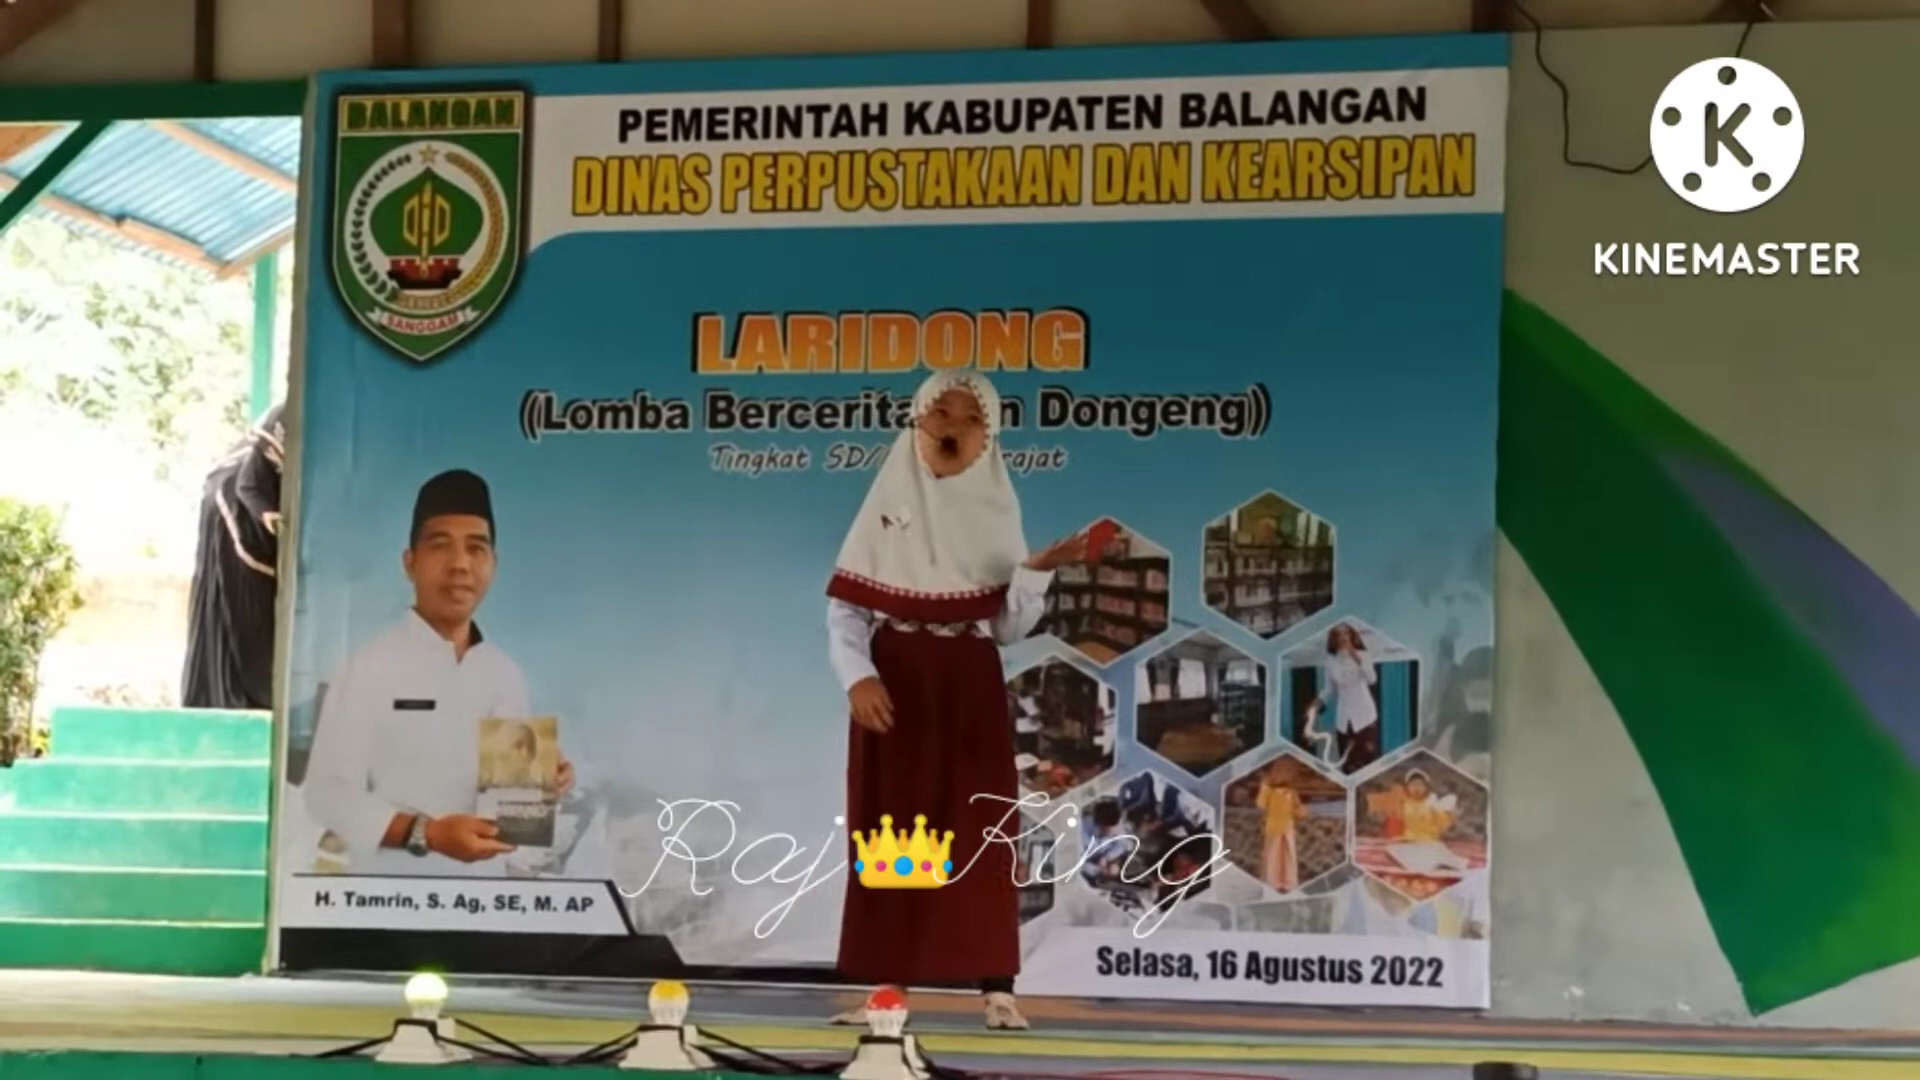 BALANGAN
SANGGAM
PEMERINTAH KABUPATEN BALANGAN
DINAS PERPUSTAKAAN DAN KEARSIPAN
K
KINEMASTER
LARIDONG
((Lomba Bercerita n Dongeng))
Tingkat SD/ rajat
Raj👑King
H. Tamrin, S. Ag, SE, M. AP
Selasa, 16 Agustus 2022